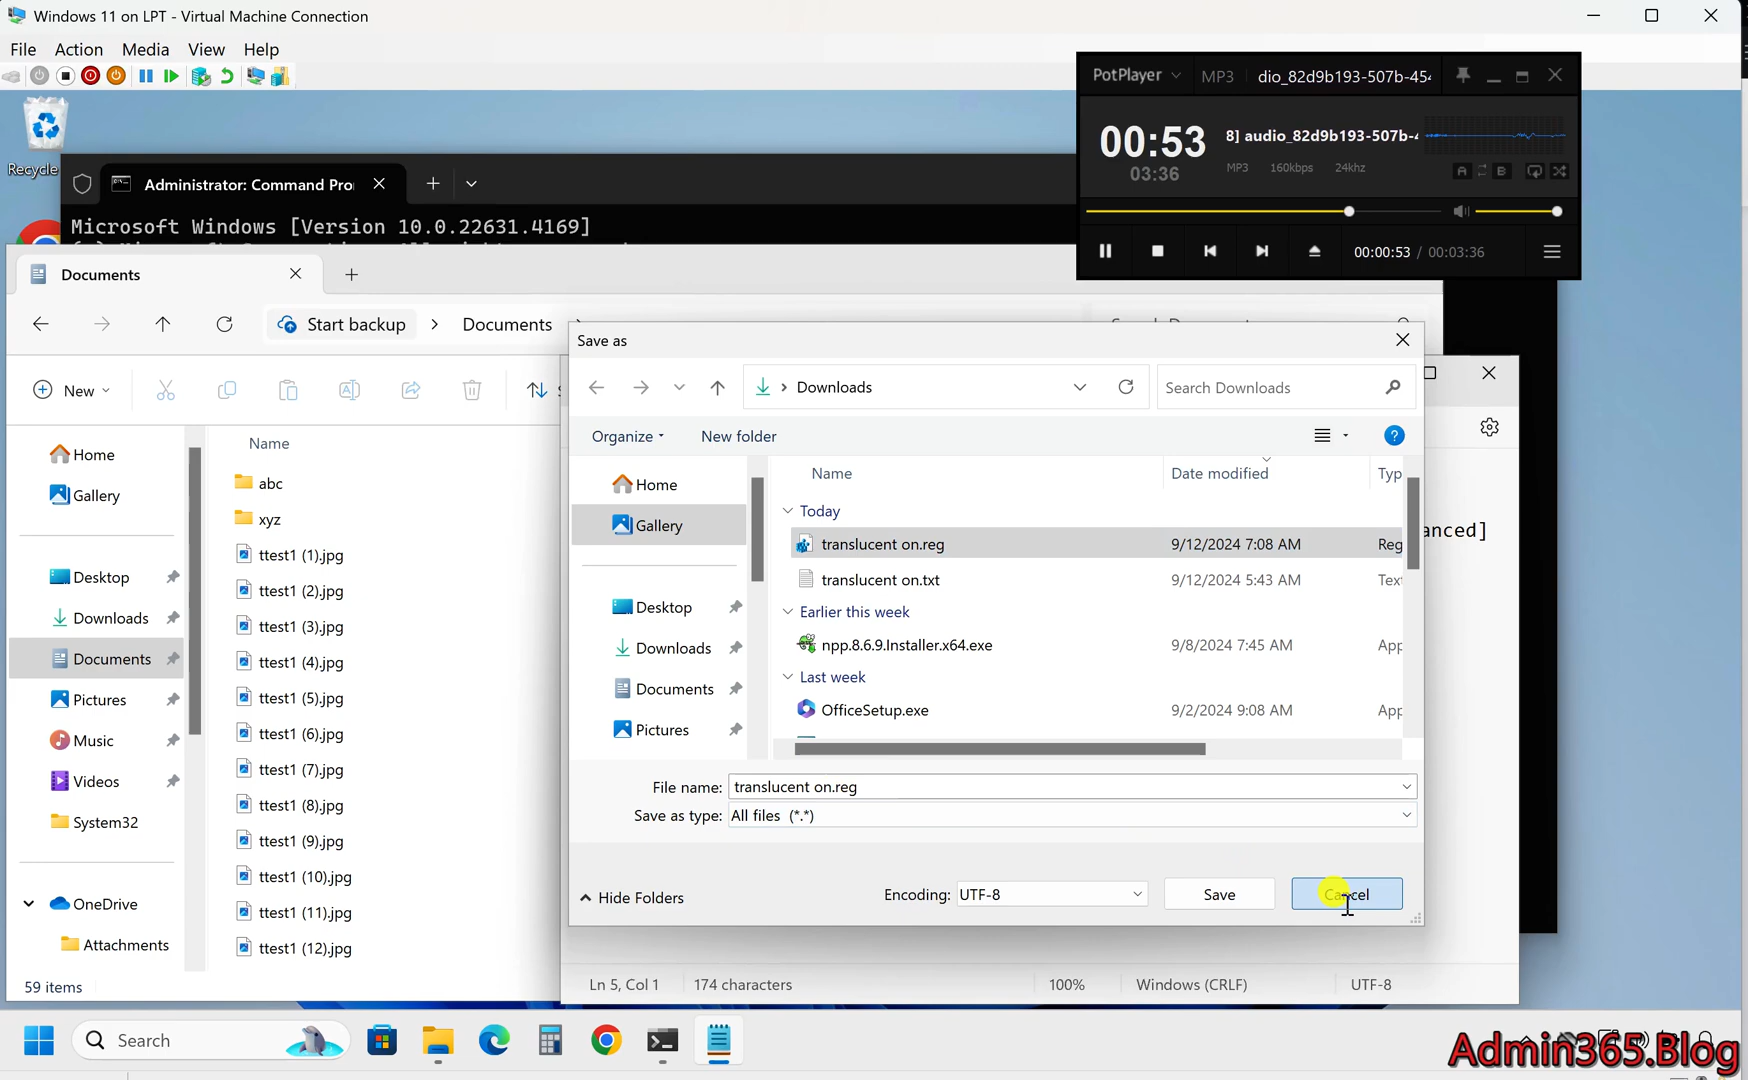 Windows 11 on LPT - Virtual Machine Connection
File Action Media View Help
PotPlayer MP3 dio_82d9b193-507b-454
00:53 8] audio_82d9b193-507b-4
03:36 MP3 160kbps 24khz
A B
00:00:53 / 00:03:36
Recycle
Administrator: Command Pro
Microsoft Windows [Version 10.0.22631.4169]
Documents
Start backup > Documents
New
Name
Home
Gallery
Desktop
Downloads
Documents
Pictures
Music
Videos
System32
OneDrive
Attachments
abc
xyz
ttest1 (1).jpg
ttest1 (2).jpg
ttest1 (3).jpg
ttest1 (4).jpg
ttest1 (5).jpg
ttest1 (6).jpg
ttest1 (7).jpg
ttest1 (8).jpg
ttest1 (9).jpg
ttest1 (10).jpg
ttest1 (11).jpg
ttest1 (12).jpg
59 items
Save as
Downloads
Search Downloads
Organize New folder
Home
Gallery
Desktop
Downloads
Documents
Pictures
Name Date modified Typ
Today
translucent on.reg 9/12/2024 7:08 AM Reg
translucent on.txt 9/12/2024 5:43 AM Tex
Earlier this week
npp.8.6.9.Installer.x64.exe 9/8/2024 7:45 AM App
Last week
OfficeSetup.exe 9/2/2024 9:08 AM App
File name: translucent on.reg
Save as type: All files (*.*)
Hide Folders Encoding: UTF-8 Save Cancel
anced]
Ln 5, Col 1 174 characters 100% Windows (CRLF) UTF-8
Search
Admin365.Blog